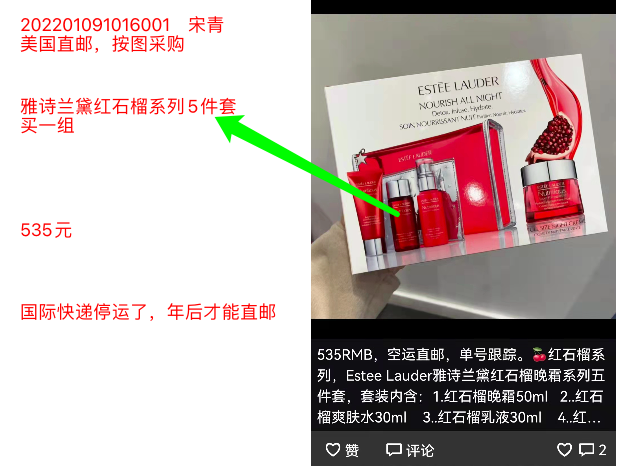 202201091016001 宋青
美国直邮，按图采购
雅诗兰黛红石榴系列5件套
买一组
535元
国际快递停运了，年后才能直邮
ESTĒE LAUDER
NOURISH ALL NIGHT
Detox. Infuse. Hydrate.
SOIN NOURISSANT NUIT
ESTĒE LAUDER
535RMB，空运直邮，单号跟踪。🍒红石榴系
列，Estee Lauder雅诗兰黛红石榴晚霜系列五
件套，套装内含：1.红石榴晚霜50ml 2..红石
榴爽肤水30ml 3..红石榴乳液30ml 4..红...
赞 评论 2